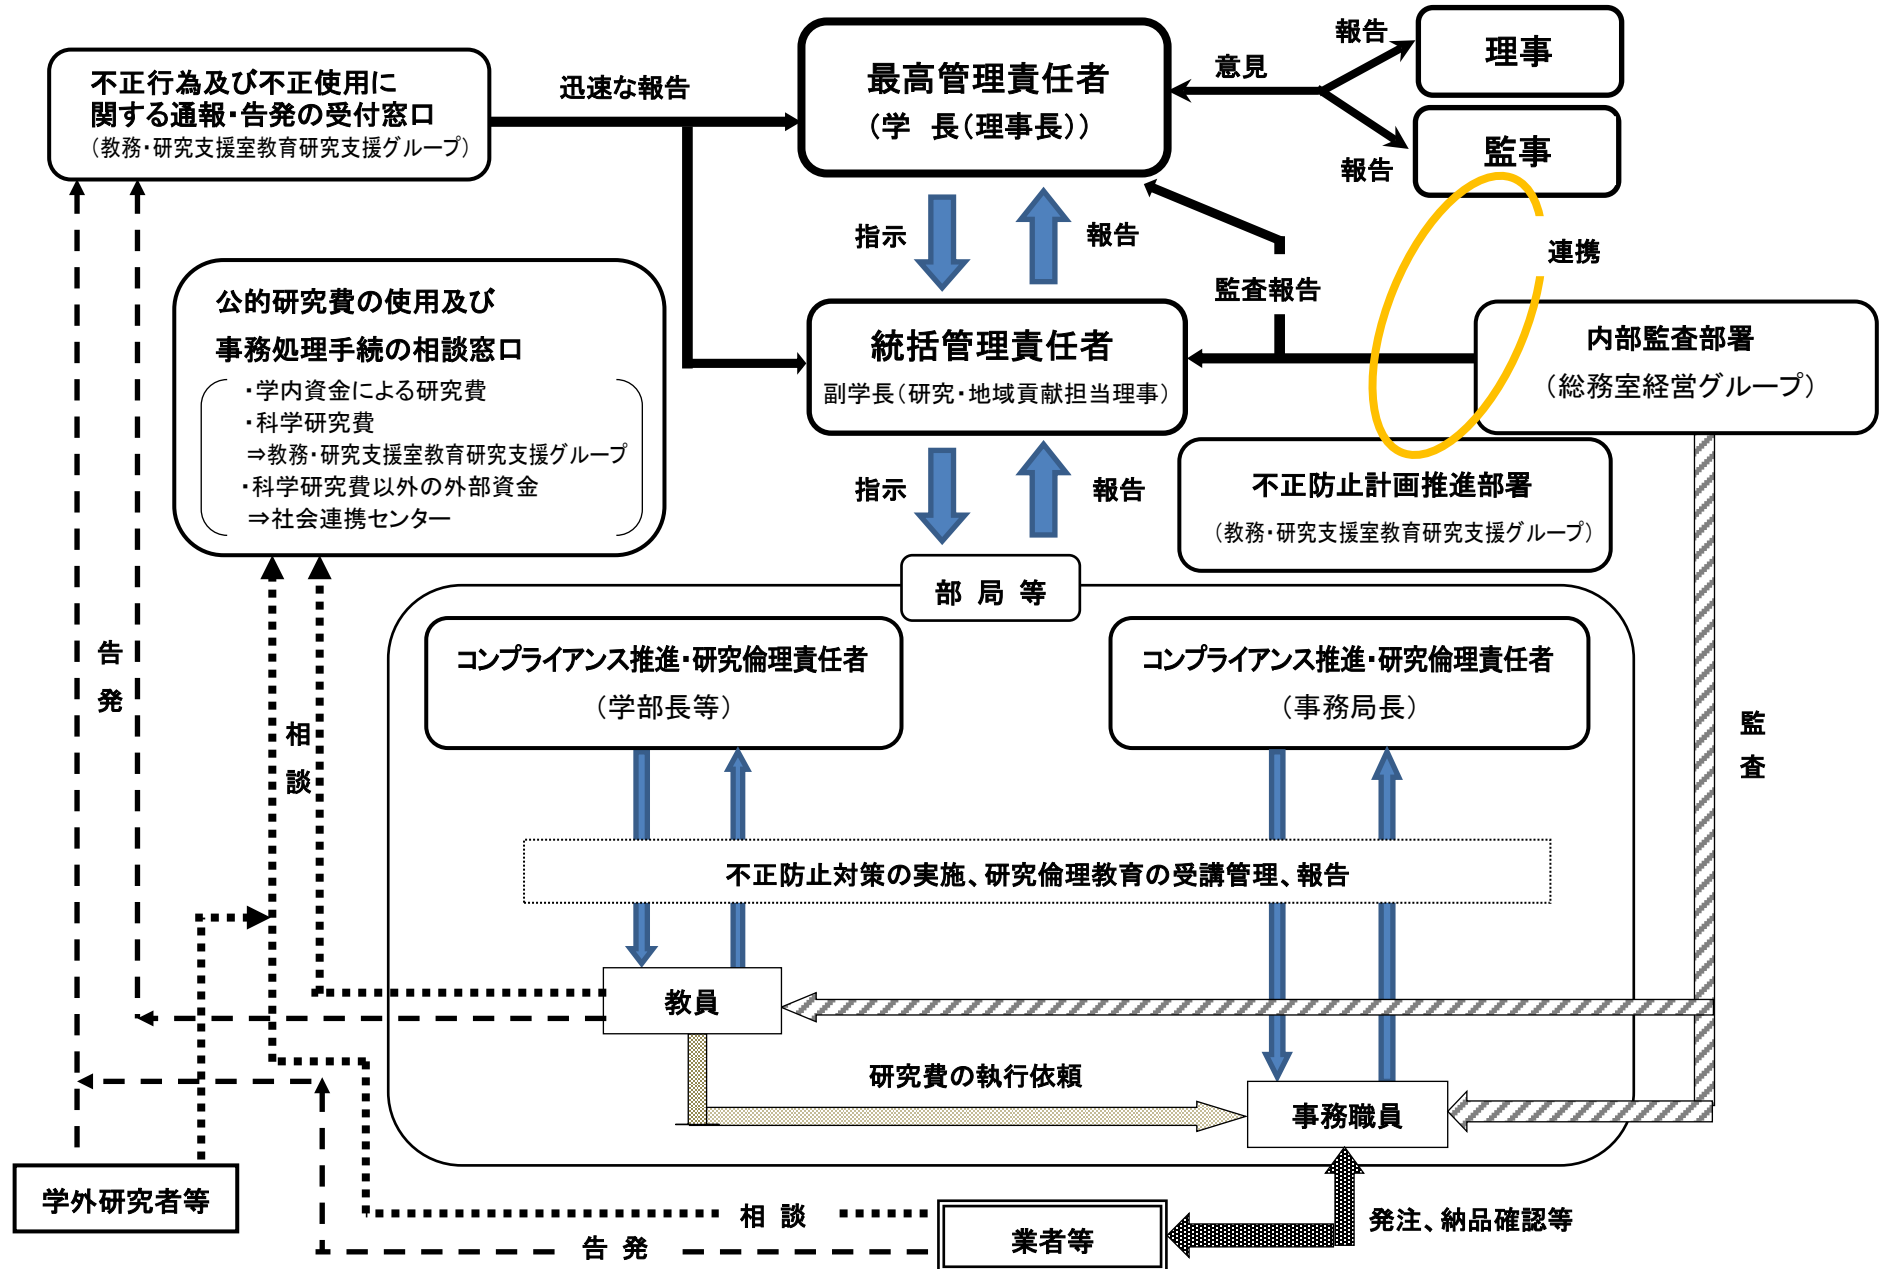 不正行為及び不正使用に
関する通報・告発の受付窓口
（教務・研究支援室教育研究支援グループ）
迅速な報告
最高管理責任者
（学　長（理事長））
意見
報告
理事
監事
報告
指示
報告
監査報告
連携
公的研究費の使用及び
事務処理手続の相談窓口
・学内資金による研究費
・科学研究費
⇒教務・研究支援室教育研究支援グループ
・科学研究費以外の外部資金
⇒社会連携センター
統括管理責任者
副学長（研究・地域貢献担当理事）
内部監査部署
（総務室経営グループ）
指示
報告
不正防止計画推進部署
（教務・研究支援室教育研究支援グループ）
部 局 等
コンプライアンス推進・研究倫理責任者
（学部長等）
コンプライアンス推進・研究倫理責任者
（事務局長）
告発
相談
監査
不正防止対策の実施、研究倫理教育の受講管理、報告
教員
研究費の執行依頼
事務職員
学外研究者等
相 談
告 発
業者等
発注、納品確認等